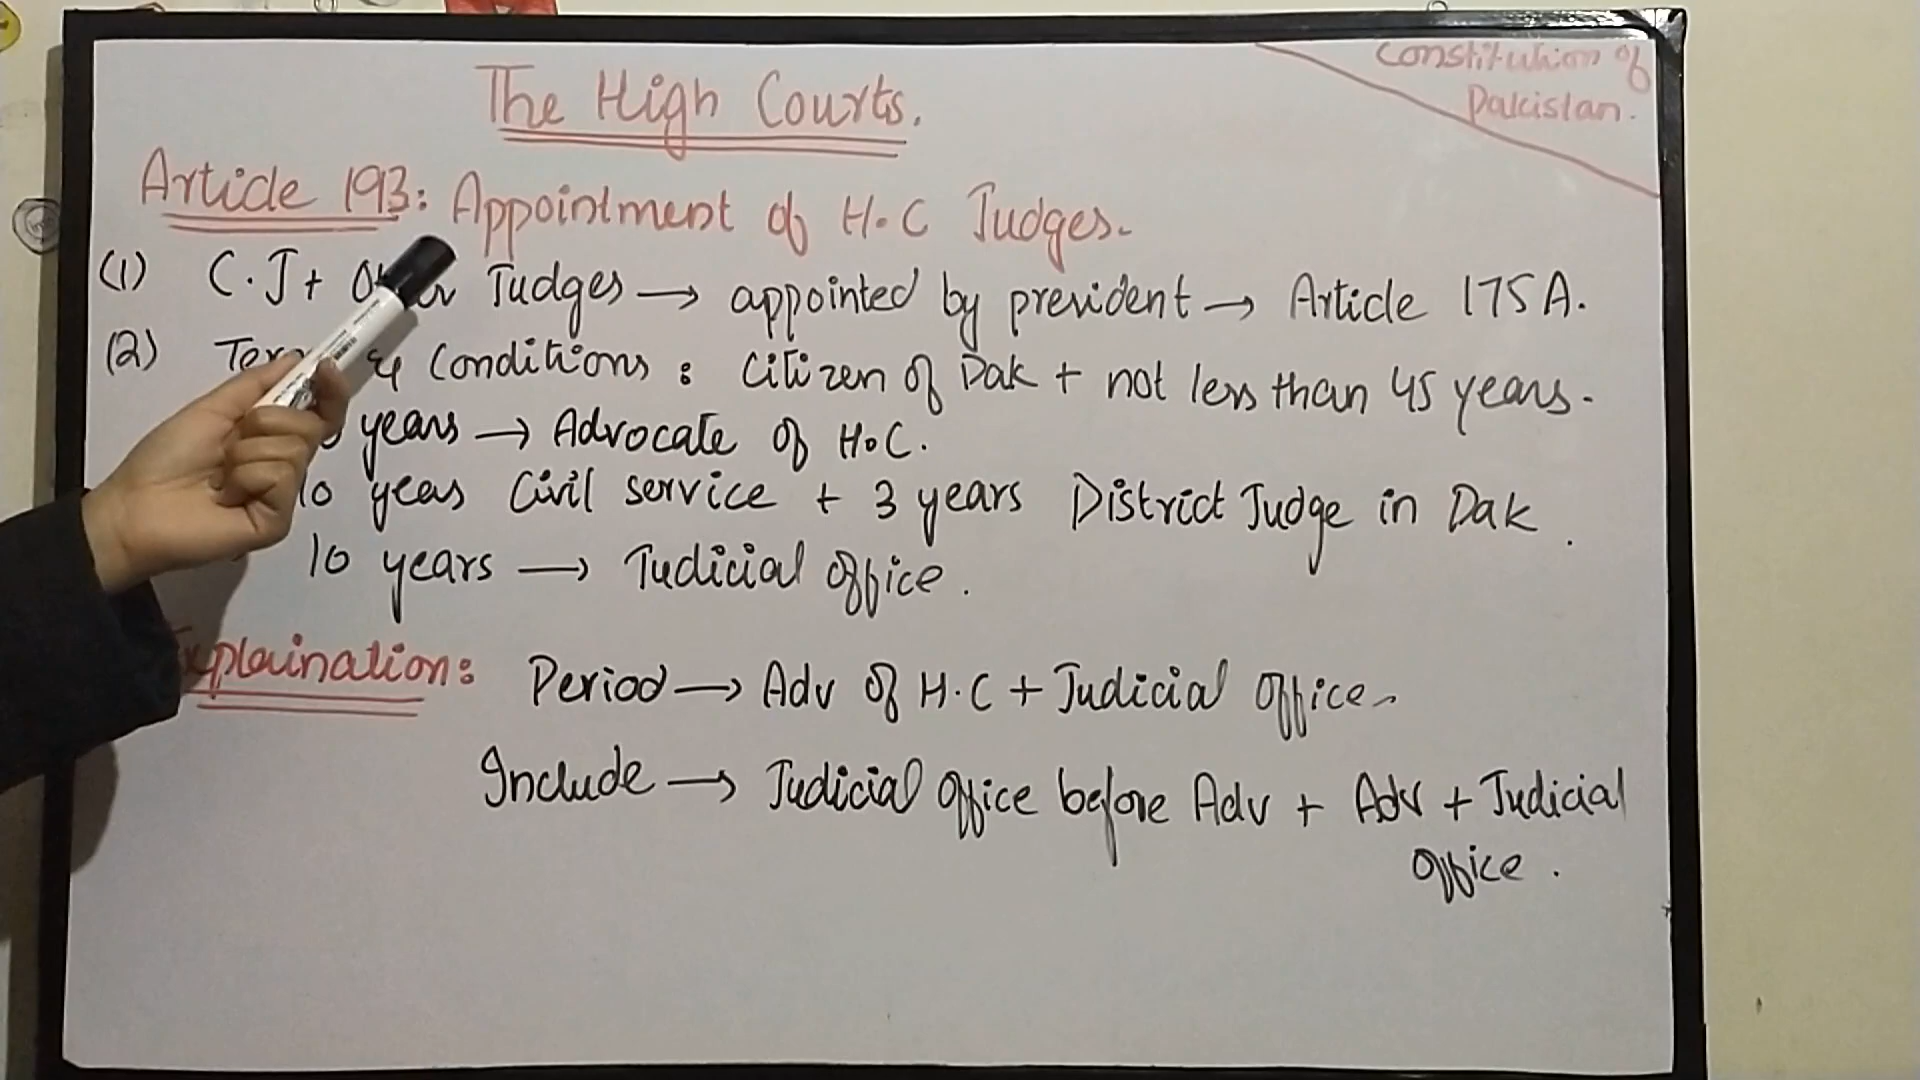 Constitution of
Pakistan.
The High Courts.
Article 193: Appointment of H.C Judges.
(1) C.J + Judges → appointed by president → Article 175A.
(2) & Conditions : Citizen of Pak + not less than 45 years.
years → Advocate of H.C.
10 yeas Civil service + 3 years District Judge in Pak.
10 years → Judicial Office.
Explaination: Period → Adv of H.C + Judicial Office.
Include → Judicial Office before Adv + Adv + Judicial
Office.